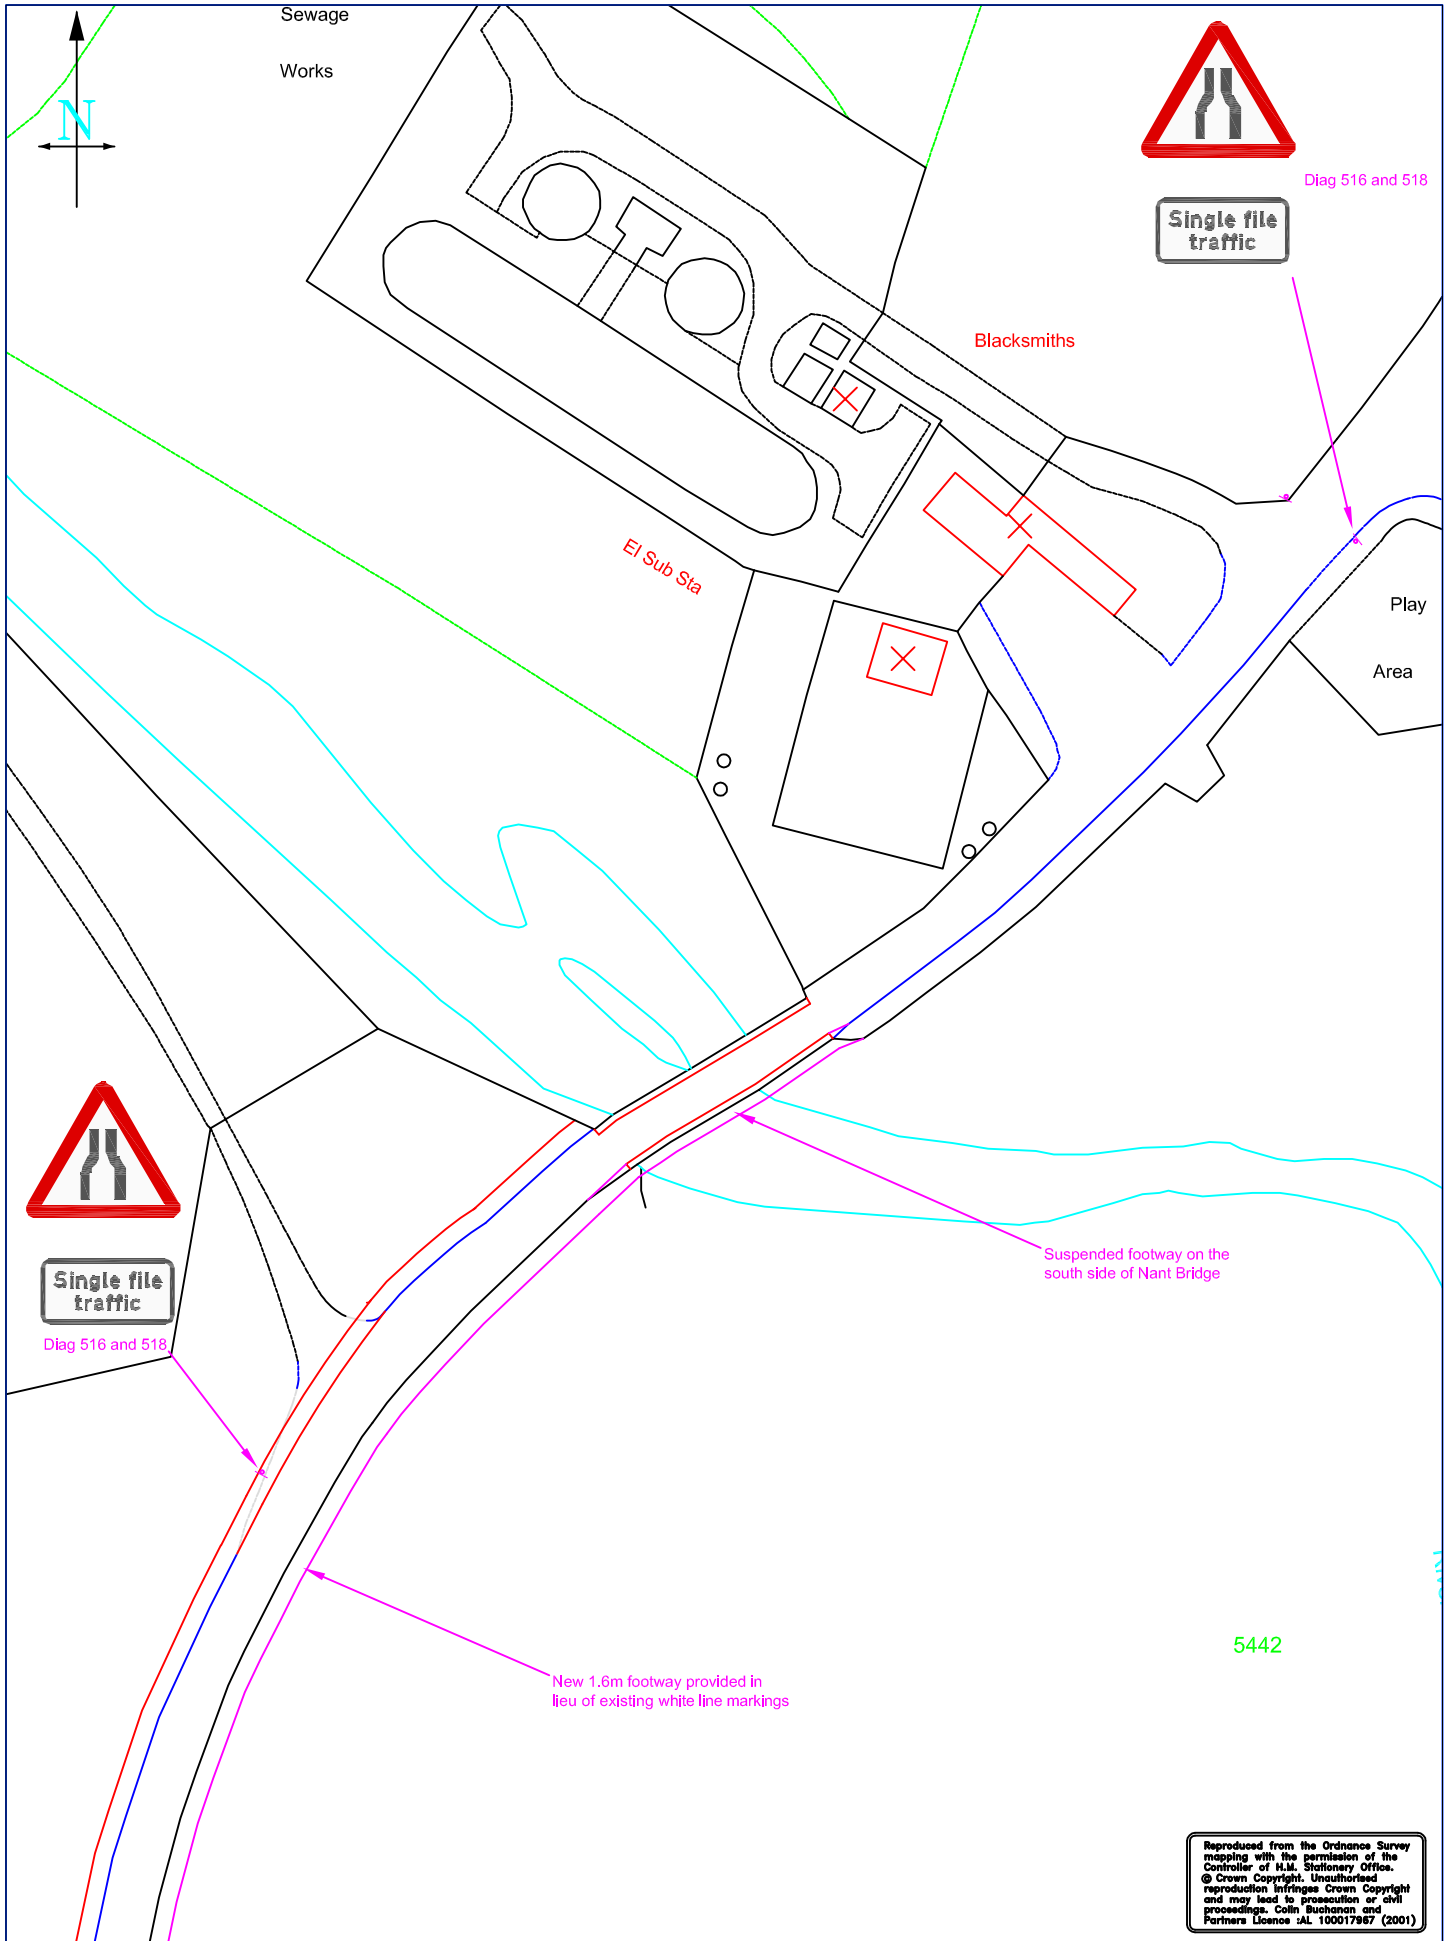 Sewage
Works
N
Diag 516 and 518
Single file
traffic
Blacksmiths
El Sub Sta
Play
Area
Single file
traffic
Diag 516 and 518
Suspended footway on the
south side of Nant Bridge
New 1.6m footway provided in
lieu of existing white line markings
5442
Reproduced from the Ordnance Survey
mapping with the permission of the
Controller of H.M. Stationery Office.
© Crown Copyright. Unauthorised
reproduction infringes Crown Copyright
and may lead to prosecution or civil
proceedings. Colin Buchanan and
Partners Licence :AL 100017967 (2001)